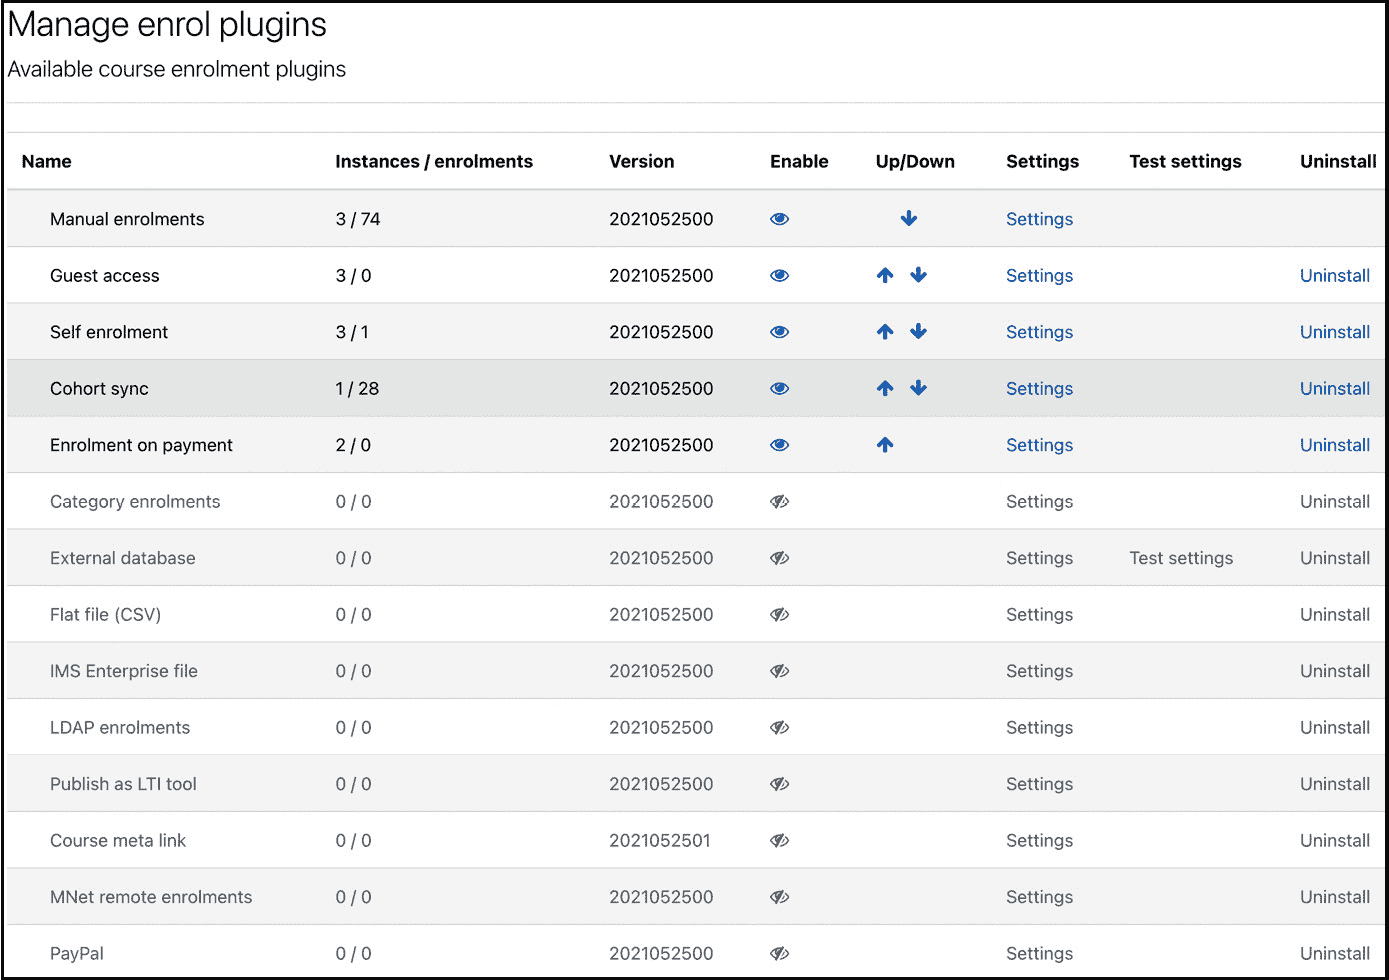 Manage enrol plugins
Available course enrolment plugins
Name Instances / enrolments Version Enable Up/Down Settings Test settings Uninstall
Manual enrolments 3 / 74 2021052500 Settings
Guest access 3 / 0 2021052500 Settings Uninstall
Self enrolment 3 / 1 2021052500 Settings Uninstall
Cohort sync 1 / 28 2021052500 Settings Uninstall
Enrolment on payment 2 / 0 2021052500 Settings Uninstall
Category enrolments 0 / 0 2021052500 Settings Uninstall
External database 0 / 0 2021052500 Settings Test settings Uninstall
Flat file (CSV) 0 / 0 2021052500 Settings Uninstall
IMS Enterprise file 0 / 0 2021052500 Settings Uninstall
LDAP enrolments 0 / 0 2021052500 Settings Uninstall
Publish as LTI tool 0 / 0 2021052500 Settings Uninstall
Course meta link 0 / 0 2021052501 Settings Uninstall
MNet remote enrolments 0 / 0 2021052500 Settings Uninstall
PayPal 0 / 0 2021052500 Settings Uninstall